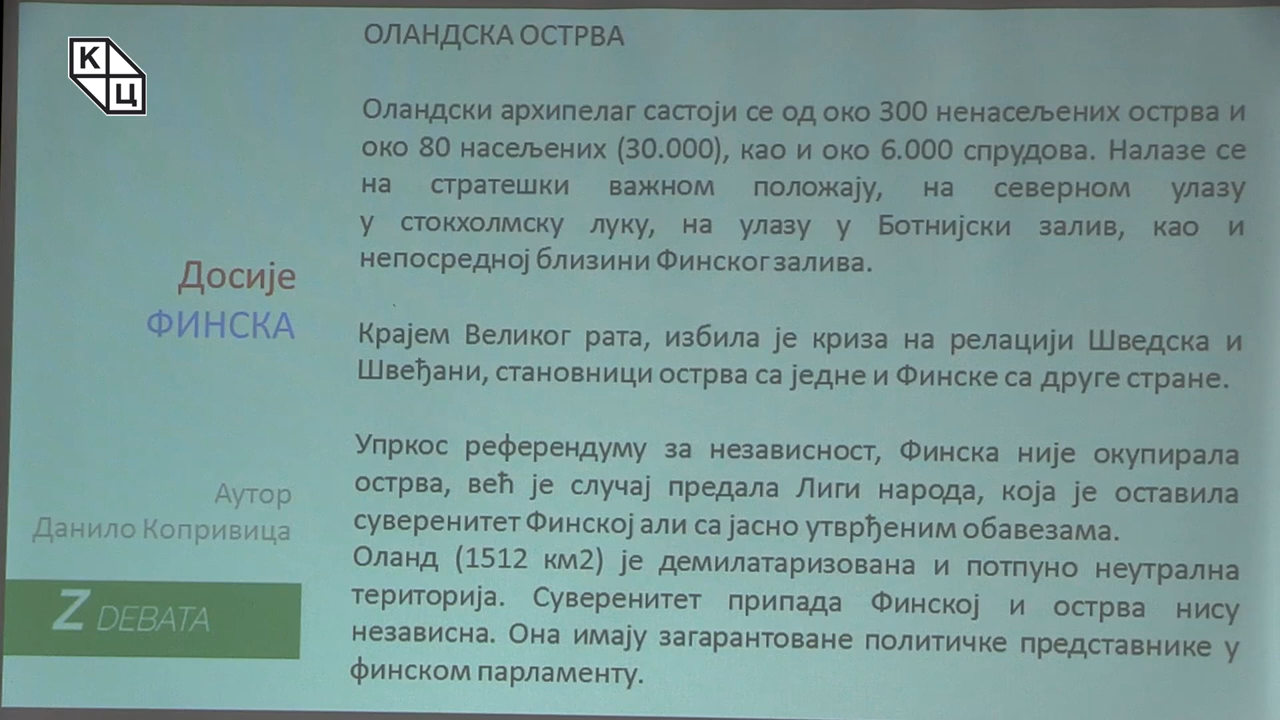 К
Ц
ОЛАНДСКА ОСТРВА
Оландски архипелаг састоји се од око 300 ненасељених острва и
око 80 насељених (30.000), као и око 6.000 спрудова. Налазе се
на стратешки важном положају, на северном улазу
у стокхолмску луку, на улазу у Ботнијски залив, као и
непосредној близини Финског залива.
Крајем Великог рата, избила је криза на релацији Шведска и
Швеђани, становници острва са једне и Финске са друге стране.
Упркос референдуму за независност, Финска није окупирала
острва, већ је случај предала Лиги народа, која је оставила
суверенитет Финској али са јасно утврђеним обавезама.
Оланд (1512 км2) је демилатаризована и потпуно неутрална
територија. Суверенитет припада Финској и острва нису
независна. Она имају загарантоване политичке представнике у
финском парламенту.
Досије
ФИНСКА
Аутор
Данило Копривица
Z DEBATA